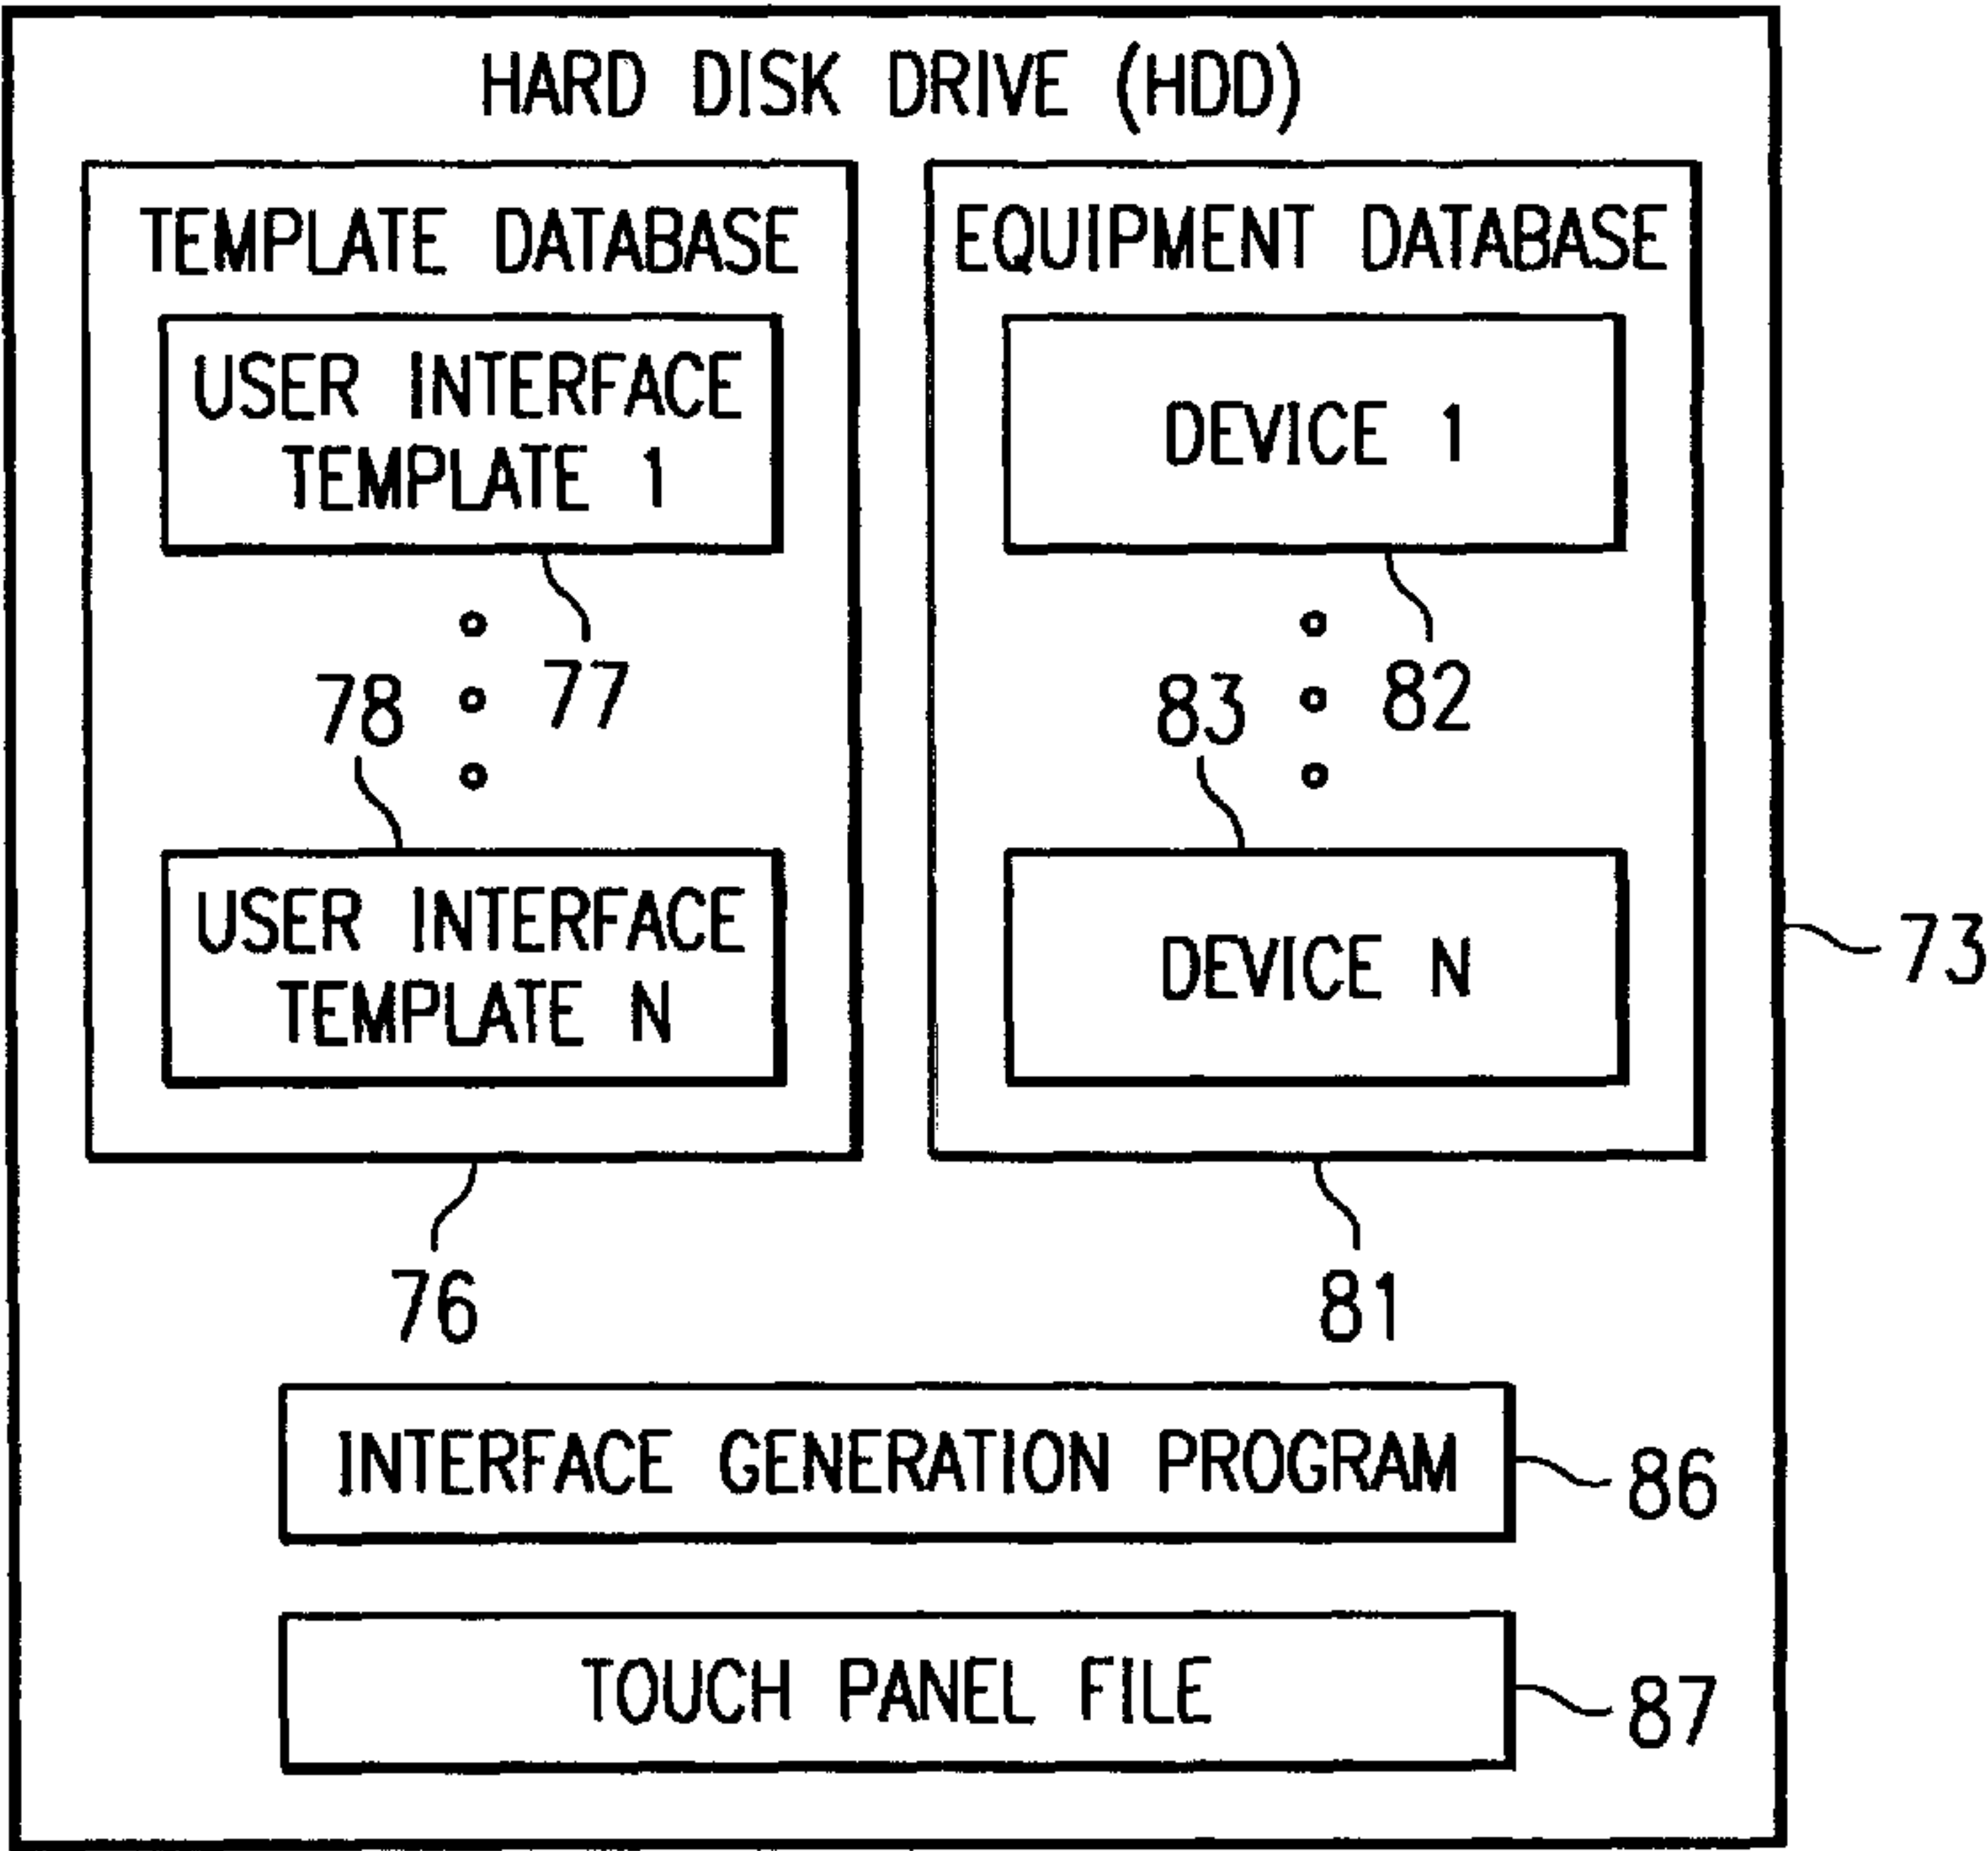 HARD DISK DRIVE (HDD)
TEMPLATE DATABASE
USER INTERFACE
TEMPLATE 1
77
78
USER INTERFACE
TEMPLATE N
76
EQUIPMENT DATABASE
DEVICE 1
82
83
DEVICE N
81
73
INTERFACE GENERATION PROGRAM
86
TOUCH PANEL FILE
87